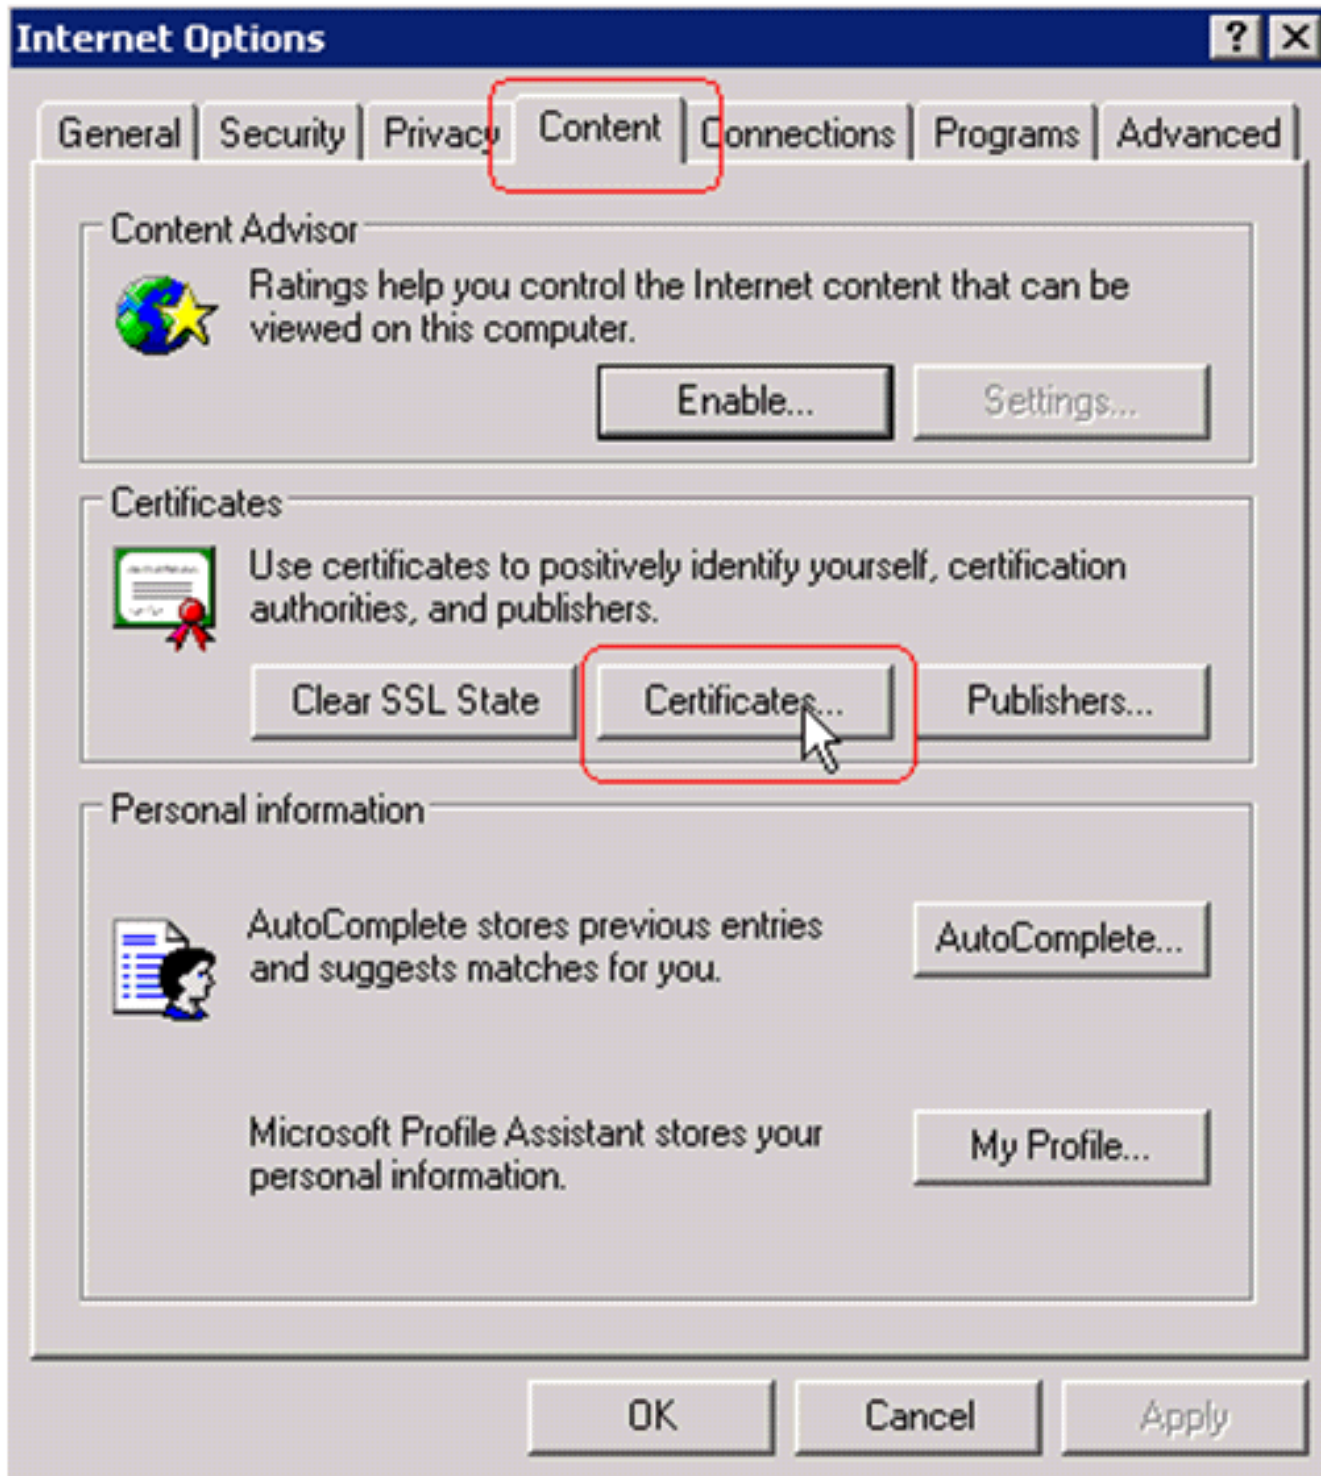 Internet Options
General Security Privacy Content Connections Programs Advanced
Content Advisor
Ratings help you control the Internet content that can be
viewed on this computer.
Enable... Settings...
Certificates
Use certificates to positively identify yourself, certification
authorities, and publishers.
Clear SSL State Certificates... Publishers...
Personal information
AutoComplete stores previous entries
and suggests matches for you.
AutoComplete...
Microsoft Profile Assistant stores your
personal information.
My Profile...
OK Cancel Apply